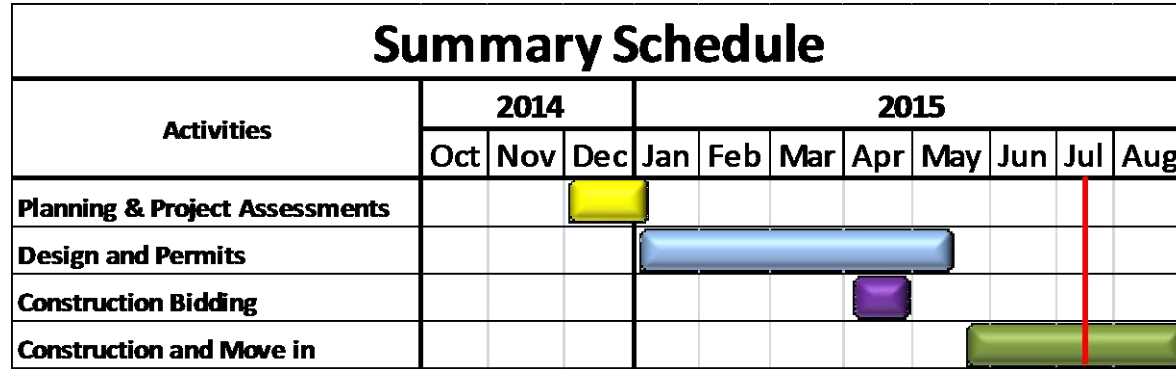 Summary Schedule
Activities
2014
2015
Oct Nov Dec Jan Feb Mar Apr May Jun Jul Aug
Planning & Project Assessments
Design and Permits
Construction Bidding
Construction and Move in